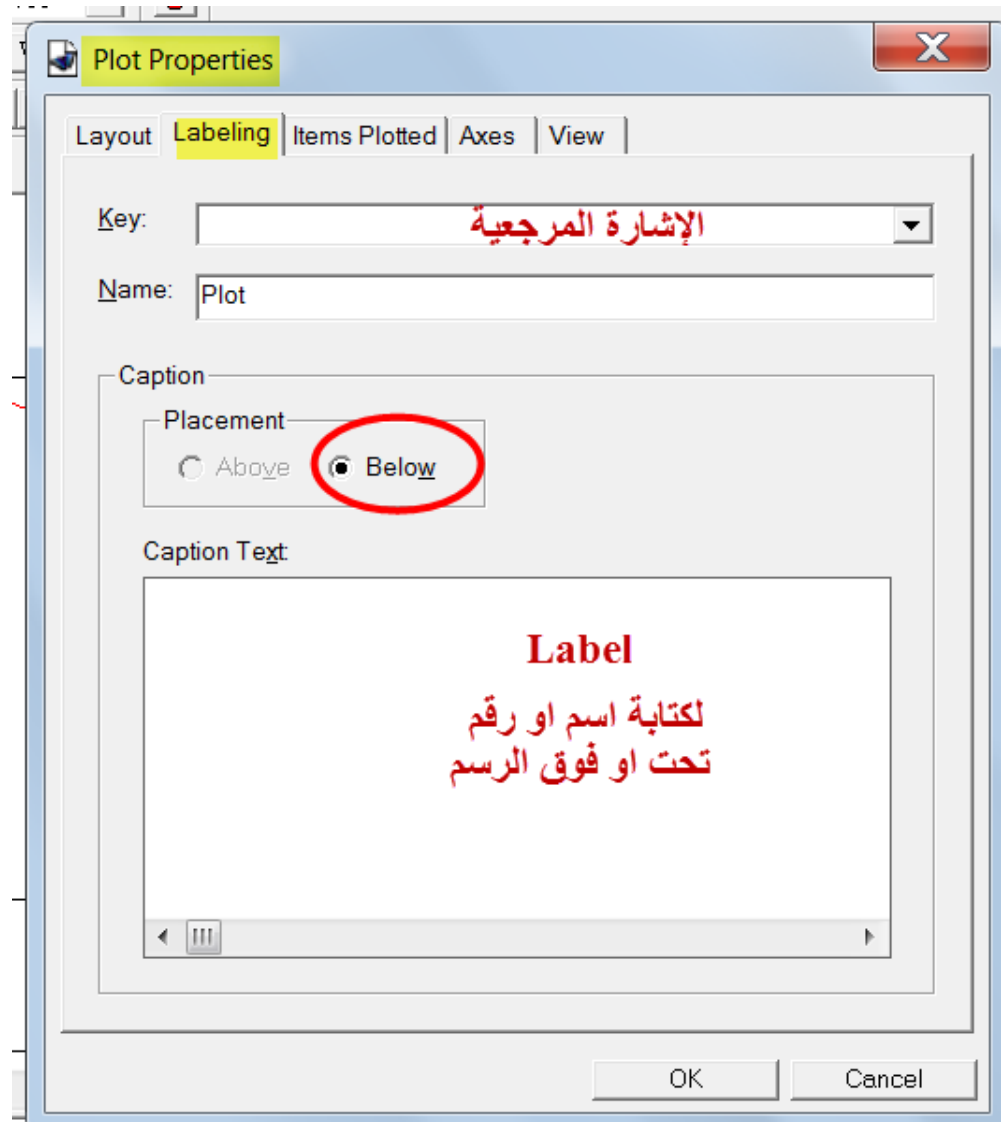 Plot Properties
Layout Labeling Items Plotted Axes View
Key: الإشارة المرجعية
Name: Plot
Caption
Placement
Above Below
Caption Text:
Label
لكتابة اسم او رقم
تحت او فوق الرسم
OK Cancel